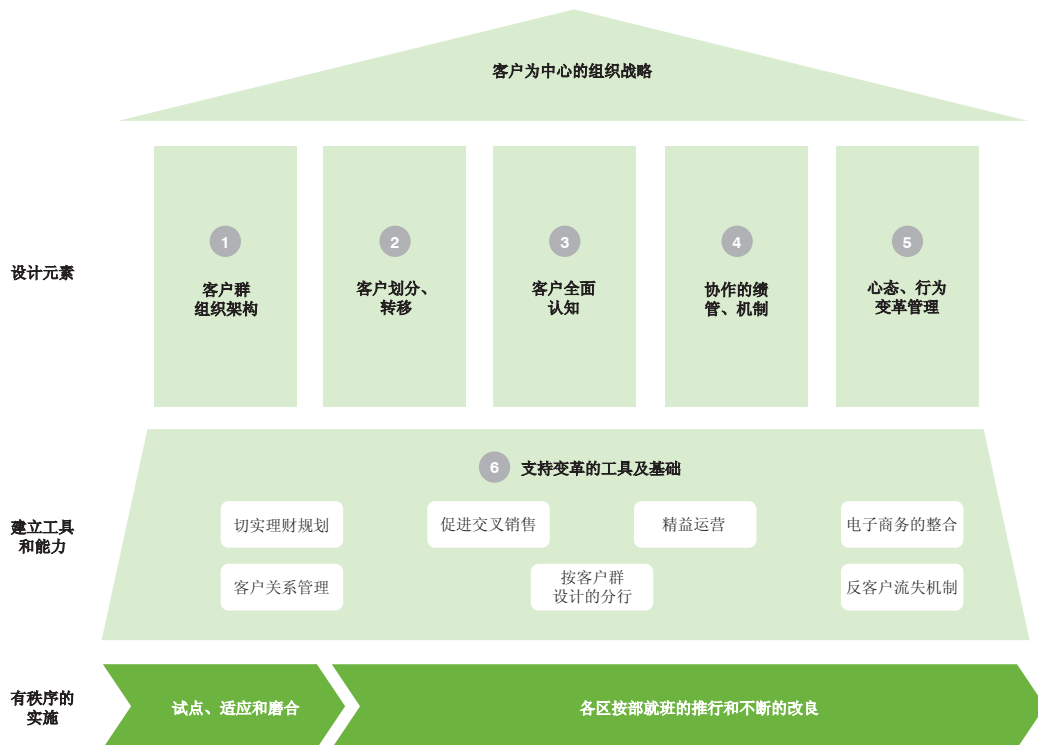 客户为中心的组织战略
设计元素
1
客户群
组织架构
2
客户划分、
转移
3
客户全面
认知
4
协作的绩
管、机制
5
心态、行为
变革管理
建立工具
和能力
6 支持变革的工具及基础
切实理财规划
促进交叉销售
精益运营
电子商务的整合
客户关系管理
按客户群
设计的分行
反客户流失机制
有秩序的
实施
试点、适应和磨合
各区按部就班的推行和不断的改良